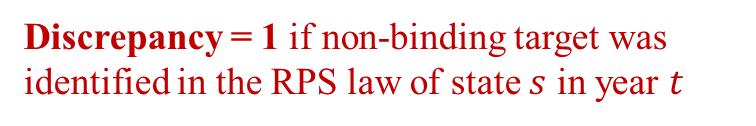 Discrepancy = 1 if non-binding target was
identified in the RPS law of state s in year t